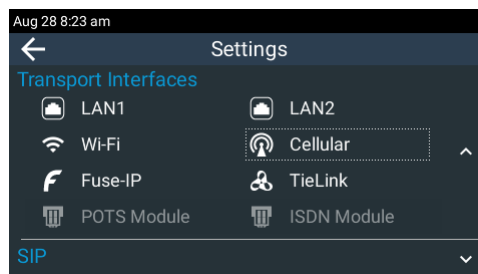 Aug 28 8:23 am
Settings
Transport Interfaces
LAN1 LAN2
Wi-Fi Cellular
Fuse-IP TieLink
POTS Module ISDN Module
SIP